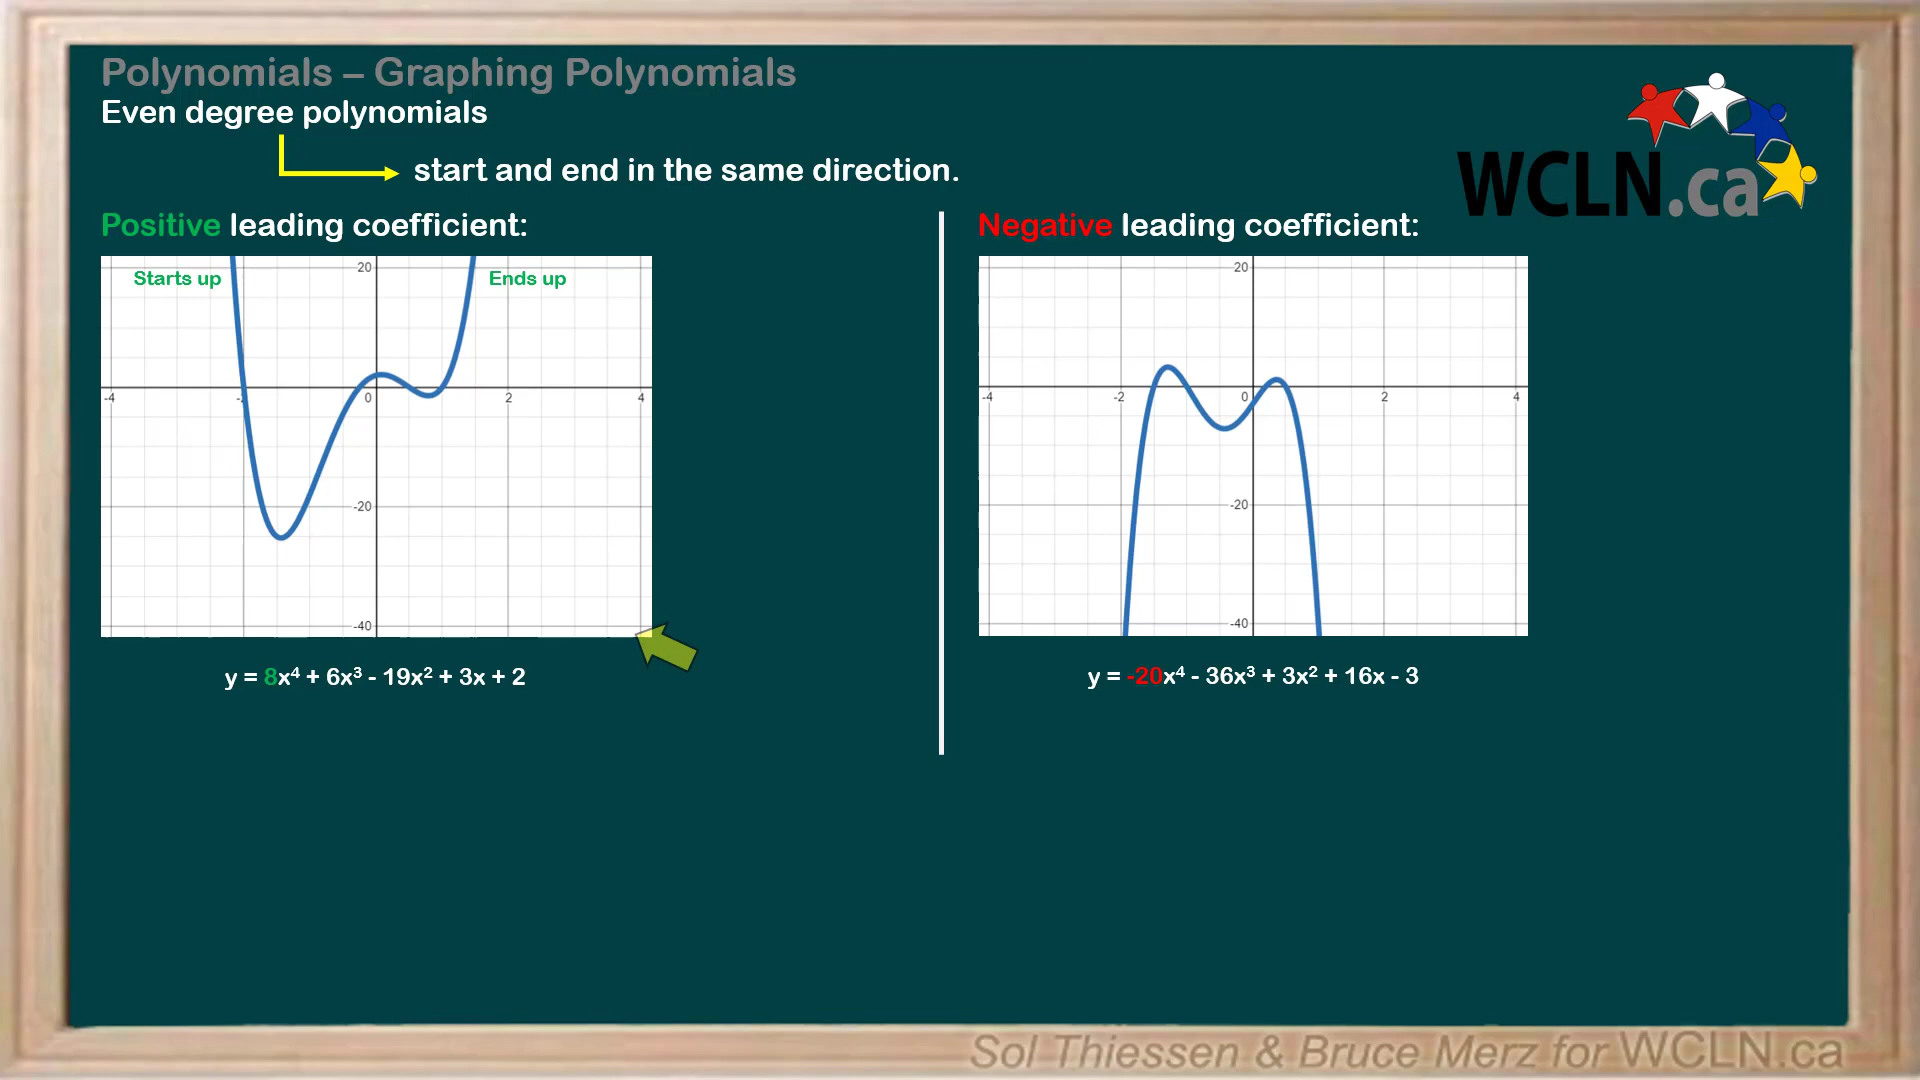 Polynomials – Graphing Polynomials
Even degree polynomials
start and end in the same direction.
WCLN.ca
Positive leading coefficient:
Starts up
Ends up
20
-4
-2
0
2
4
-20
-40
y = 8x⁴ + 6x³ - 19x² + 3x + 2
Negative leading coefficient:
20
-4
-2
0
2
4
-20
-40
y = -20x⁴ - 36x³ + 3x² + 16x - 3
Sol Thiessen & Bruce Merz for WCLN.ca